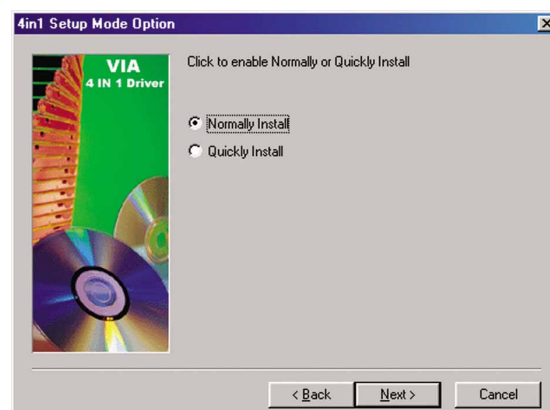 4in1 Setup Mode Option
VIA
4 IN 1 Driver
Click to enable Normally or Quickly Install
Normally Install
Quickly Install
< Back
Next >
Cancel